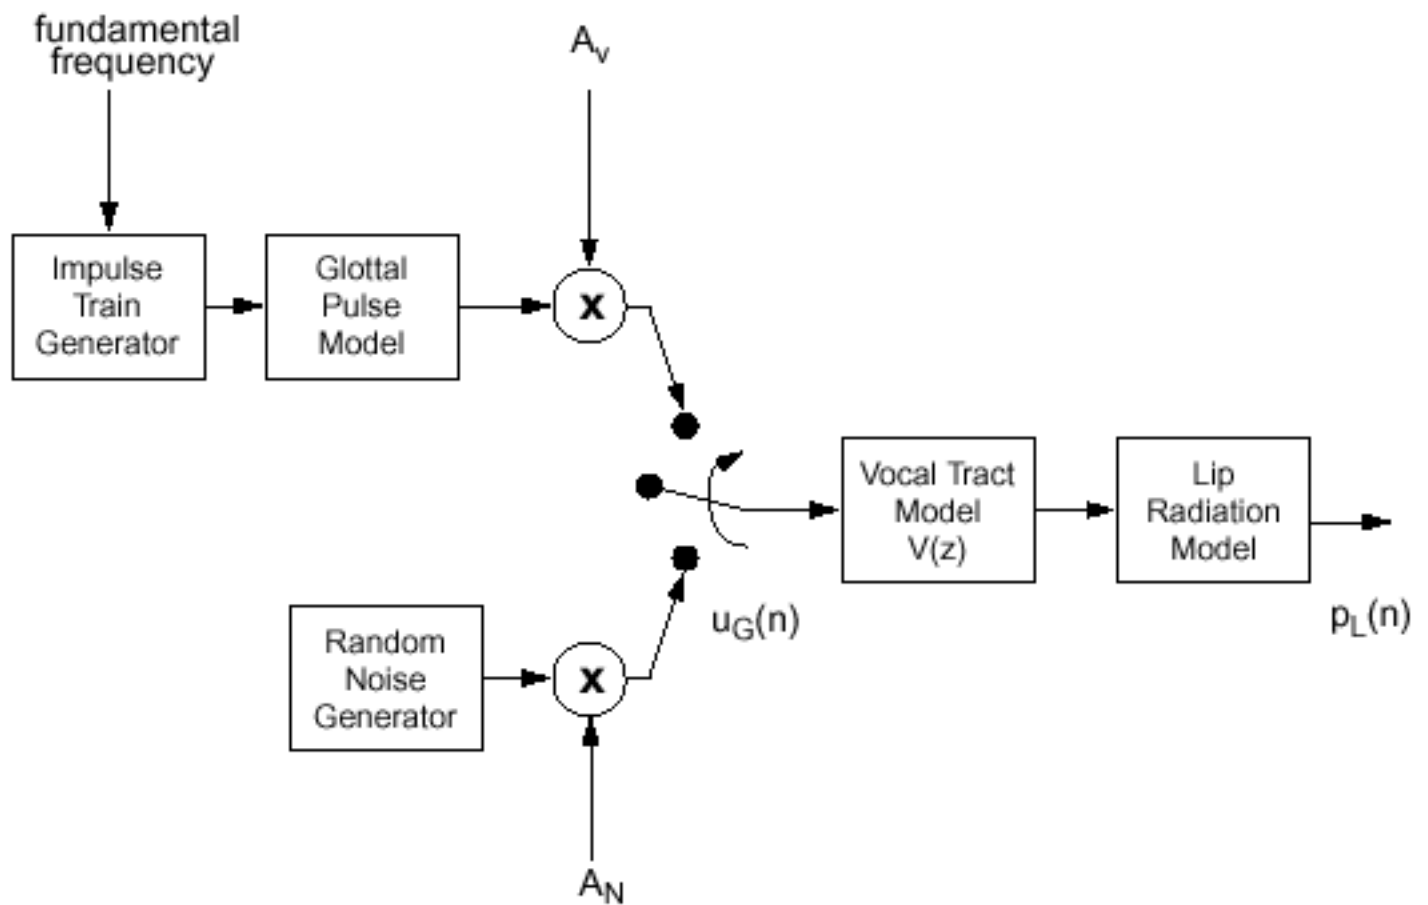 fundamental
frequency
Av
Impulse
Train
Generator
Glottal
Pulse
Model
X
Vocal Tract
Model
V(z)
Lip
Radiation
Model
uG(n)
pL(n)
Random
Noise
Generator
X
AN